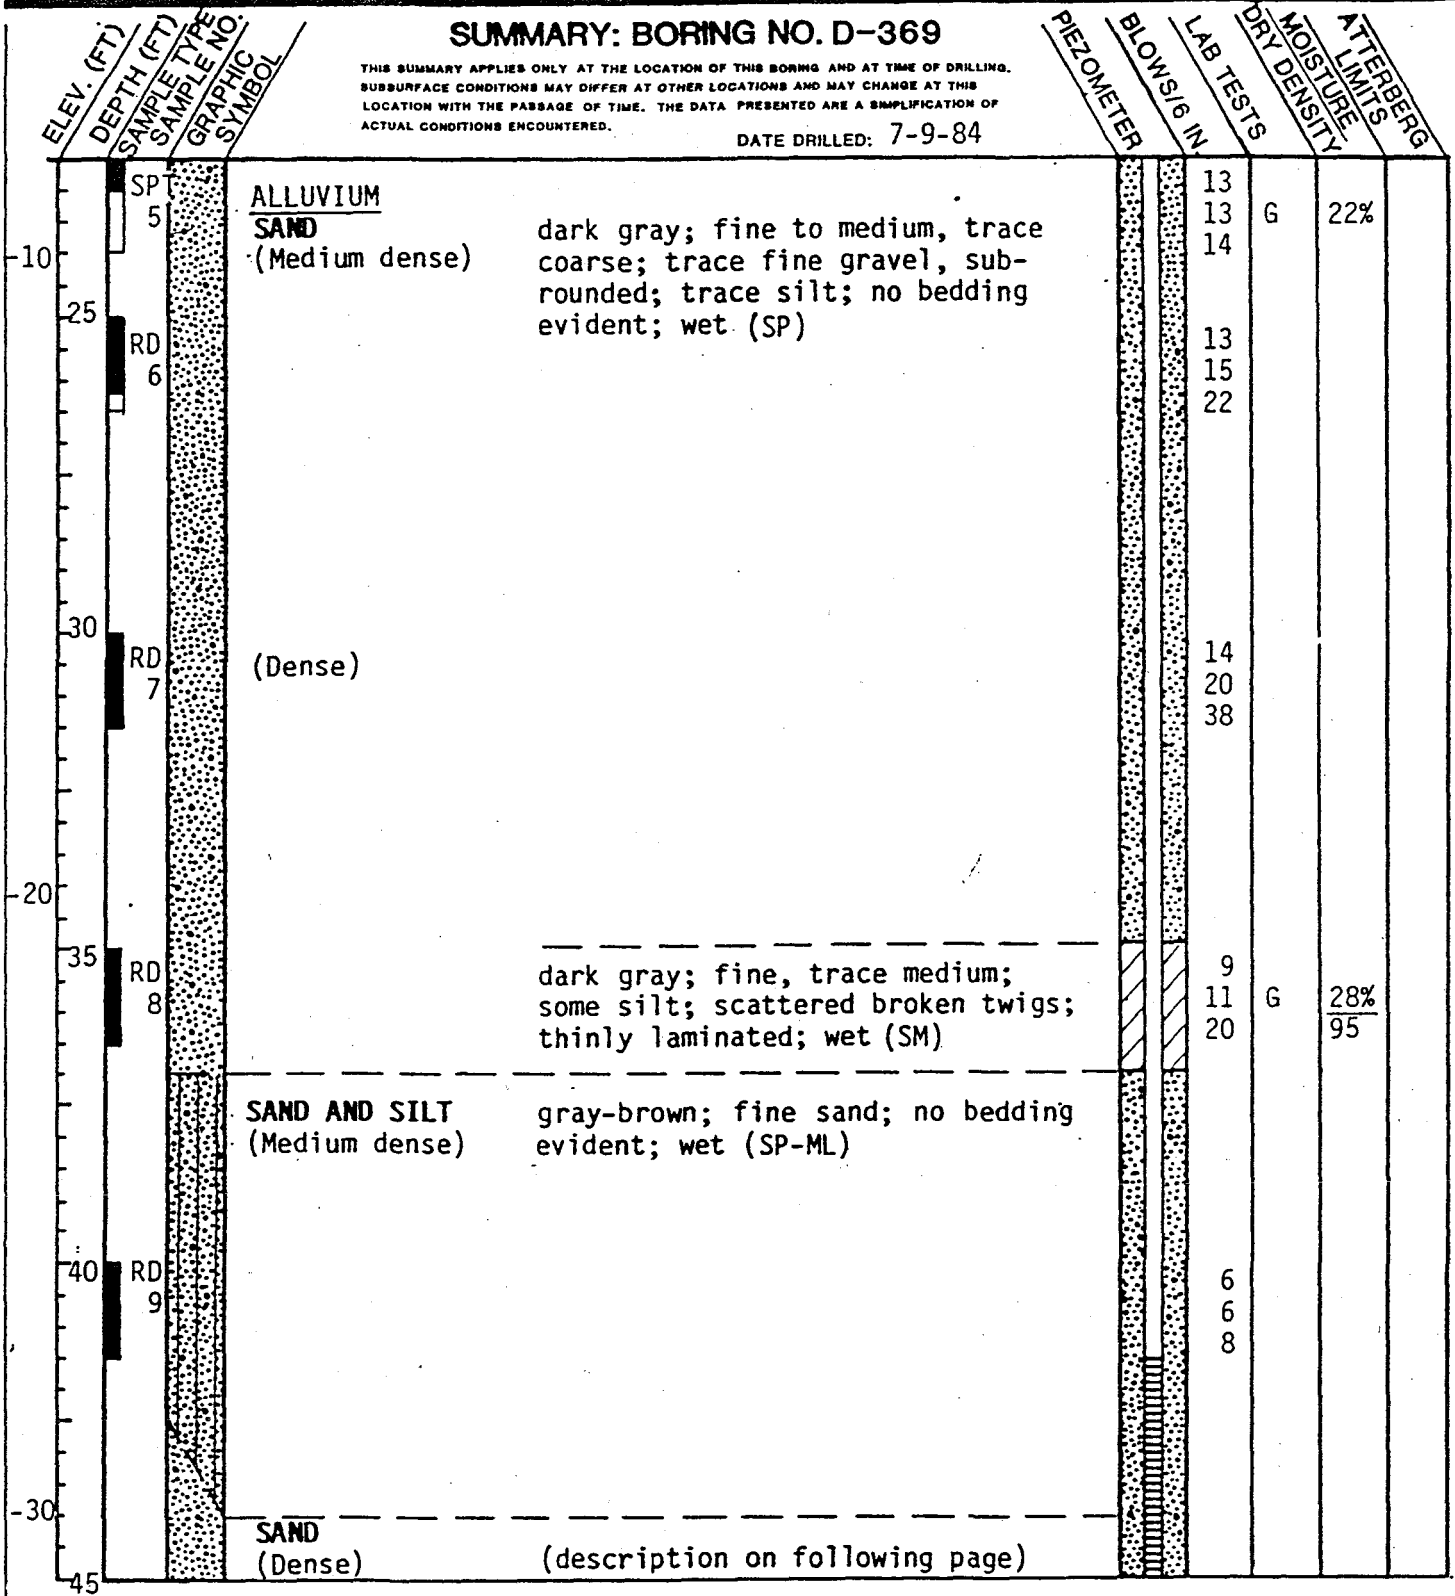 SUMMARY: BORING NO. D-369
THIS SUMMARY APPLIES ONLY AT THE LOCATION OF THIS BORING AND AT TIME OF DRILLING.
SUBSURFACE CONDITIONS MAY DIFFER AT OTHER LOCATIONS AND MAY CHANGE AT THIS
LOCATION WITH THE PASSAGE OF TIME. THE DATA PRESENTED ARE A SIMPLIFICATION OF
ACTUAL CONDITIONS ENCOUNTERED.
DATE DRILLED: 7-9-84
ELEV. (FT)
DEPTH (FT)
SAMPLE TYPE
SAMPLE NO.
GRAPHIC
SYMBOL
PIEZOMETER
BLOWS/6 IN.
LAB TESTS
DRY DENSITY
MOISTURE
ATTERBERG
LIMITS
SPT
5
ALLUVIUM
SAND
(Medium dense)
dark gray; fine to medium, trace
coarse; trace fine gravel, sub-
rounded; trace silt; no bedding
evident; wet (SP)
13
13 G 22%
14
-10
25
RD
6
13
15
22
30
RD
7
(Dense)
14
20
38
-20
35
RD
8
dark gray; fine, trace medium;
some silt; scattered broken twigs;
thinly laminated; wet (SM)
9
11 G 28%
20 95
SAND AND SILT
(Medium dense)
gray-brown; fine sand; no bedding
evident; wet (SP-ML)
40
RD
9
6
6
8
-30
SAND
(Dense)
(description on following page)
45